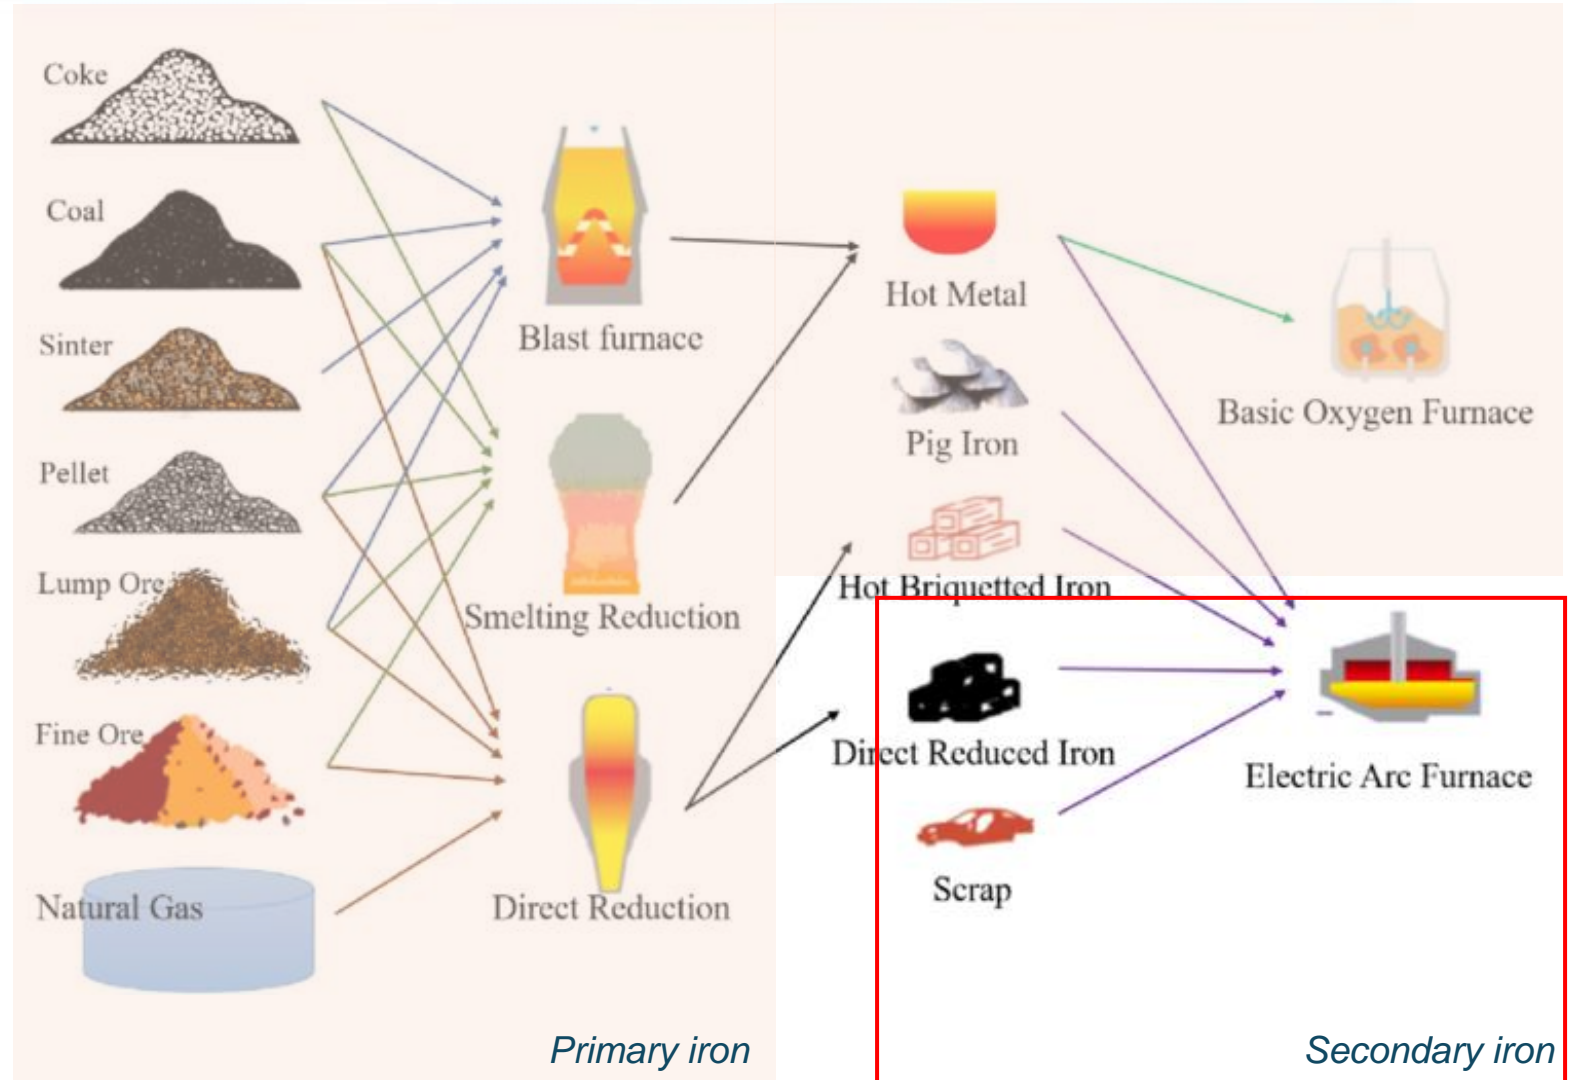 Coke
Coal
Sinter
Pellet
Lump Ore
Fine Ore
Natural Gas
Blast furnace
Smelting Reduction
Direct Reduction
Hot Metal
Pig Iron
Hot Briquetted Iron
Direct Reduced Iron
Scrap
Basic Oxygen Furnace
Electric Arc Furnace
Primary iron
Secondary iron